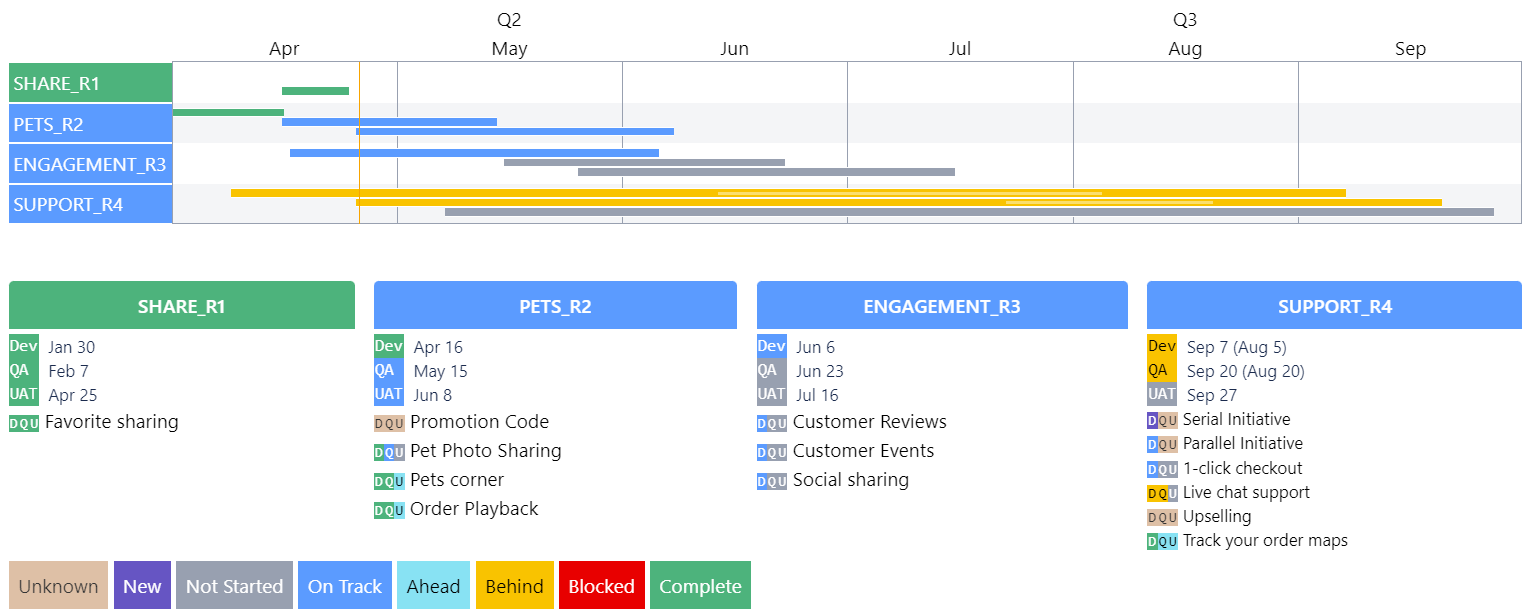 Q2 Q3
Apr May Jun Jul Aug Sep
SHARE_R1
PETS_R2
ENGAGEMENT_R3
SUPPORT_R4
SHARE_R1
Dev Jan 30
QA Feb 7
UAT Apr 25
DQU Favorite sharing
PETS_R2
Dev Apr 16
QA May 15
UAT Jun 8
DQU Promotion Code
DQU Pet Photo Sharing
DQU Pets corner
DQU Order Playback
ENGAGEMENT_R3
Dev Jun 6
QA Jun 23
UAT Jul 16
DQU Customer Reviews
DQU Customer Events
DQU Social sharing
SUPPORT_R4
Dev Sep 7 (Aug 5)
QA Sep 20 (Aug 20)
UAT Sep 27
DQU Serial Initiative
DQU Parallel Initiative
DQU 1-click checkout
DQU Live chat support
DQU Upselling
DQU Track your order maps
Unknown New Not Started On Track Ahead Behind Blocked Complete